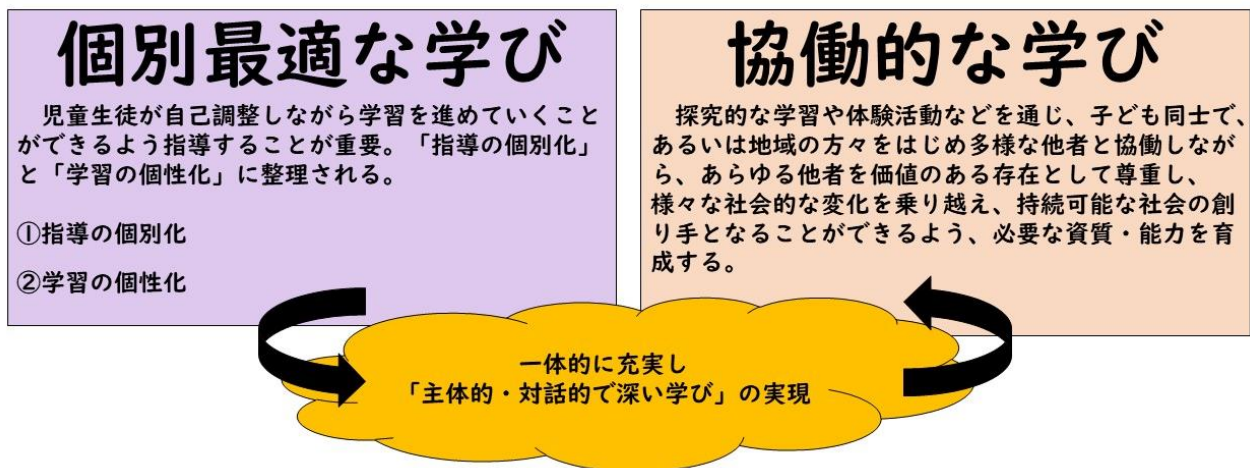 個別最適な学び
　児童生徒が自己調整しながら学習を進めていくこと
ができるよう指導することが重要。「指導の個別化」
と「学習の個性化」に整理される。
①指導の個別化
②学習の個性化
協働的な学び
　探究的な学習や体験活動などを通じ、子ども同士で、
あるいは地域の方々をはじめ多様な他者と協働しなが
ら、あらゆる他者を価値のある存在として尊重し、
様々な社会的な変化を乗り越え、持続可能な社会の創
り手となることができるよう、必要な資質・能力を育
成する。
一体的に充実し
「主体的・対話的で深い学び」の実現